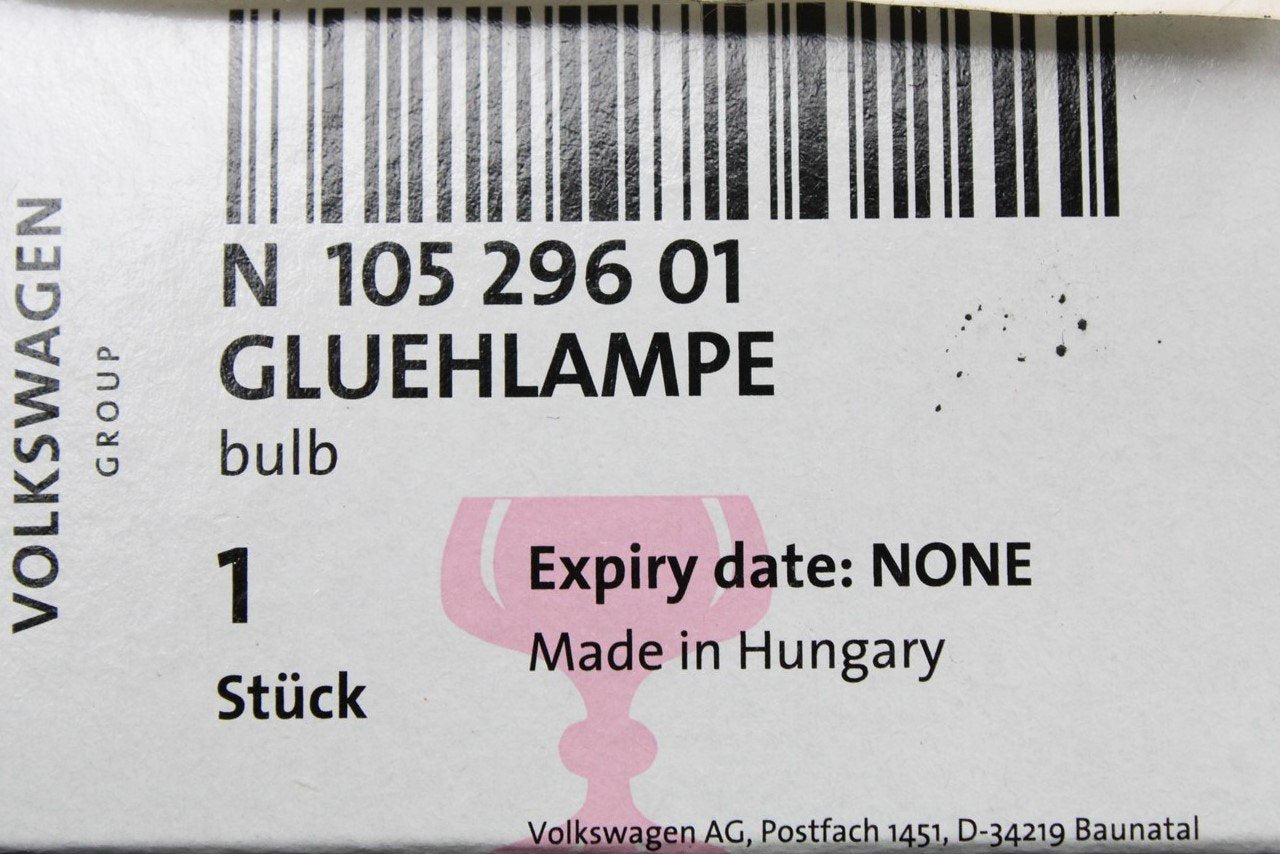 VOLKSWAGEN
GROUP
N 105 296 01
GLUEHLAMPE
bulb
1
Stück
Expiry date: NONE
Made in Hungary
Volkswagen AG, Postfach 1451, D-34219 Baunatal